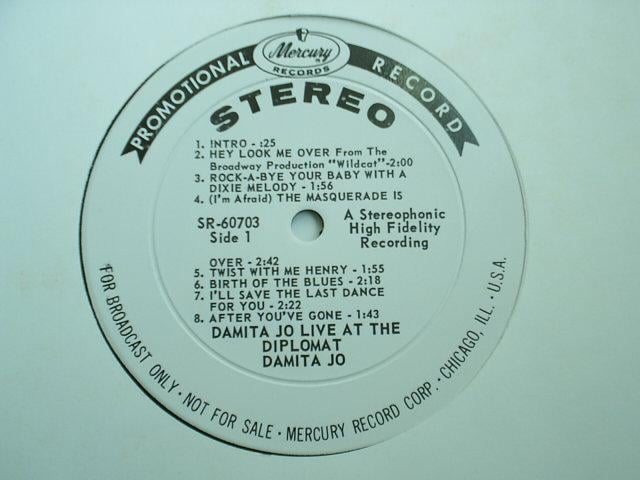 PROMOTIONAL RECORD
Mercury
RECORDS
STEREO
1. INTRO - :25
2. HEY LOOK ME OVER From The
Broadway Production "Wildcat"-2:00
3. ROCK-A-BYE YOUR BABY WITH A
DIXIE MELODY - 1:56
4. (I'm Afraid) THE MASQUERADE IS
SR-60703
Side 1
A Stereophonic
High Fidelity
Recording
OVER - 2:42
5. TWIST WITH ME HENRY - 1:55
6. BIRTH OF THE BLUES - 2:18
7. I'LL SAVE THE LAST DANCE
FOR YOU - 2:22
8. AFTER YOU'VE GONE - 1:43
DAMITA JO LIVE AT THE
DIPLOMAT
DAMITA JO
FOR BROADCAST ONLY · NOT FOR SALE · MERCURY RECORD CORP. · CHICAGO, ILL. · U.S.A.